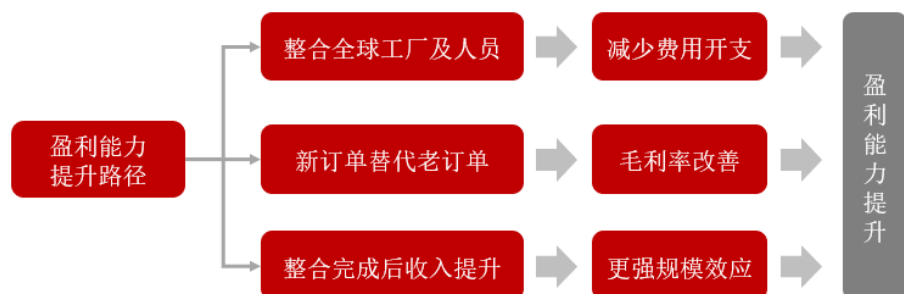 整合全球工厂及人员
减少费用开支
盈利能力
提升路径
新订单替代老订单
毛利率改善
整合完成后收入提升
更强规模效应
盈利能力提升